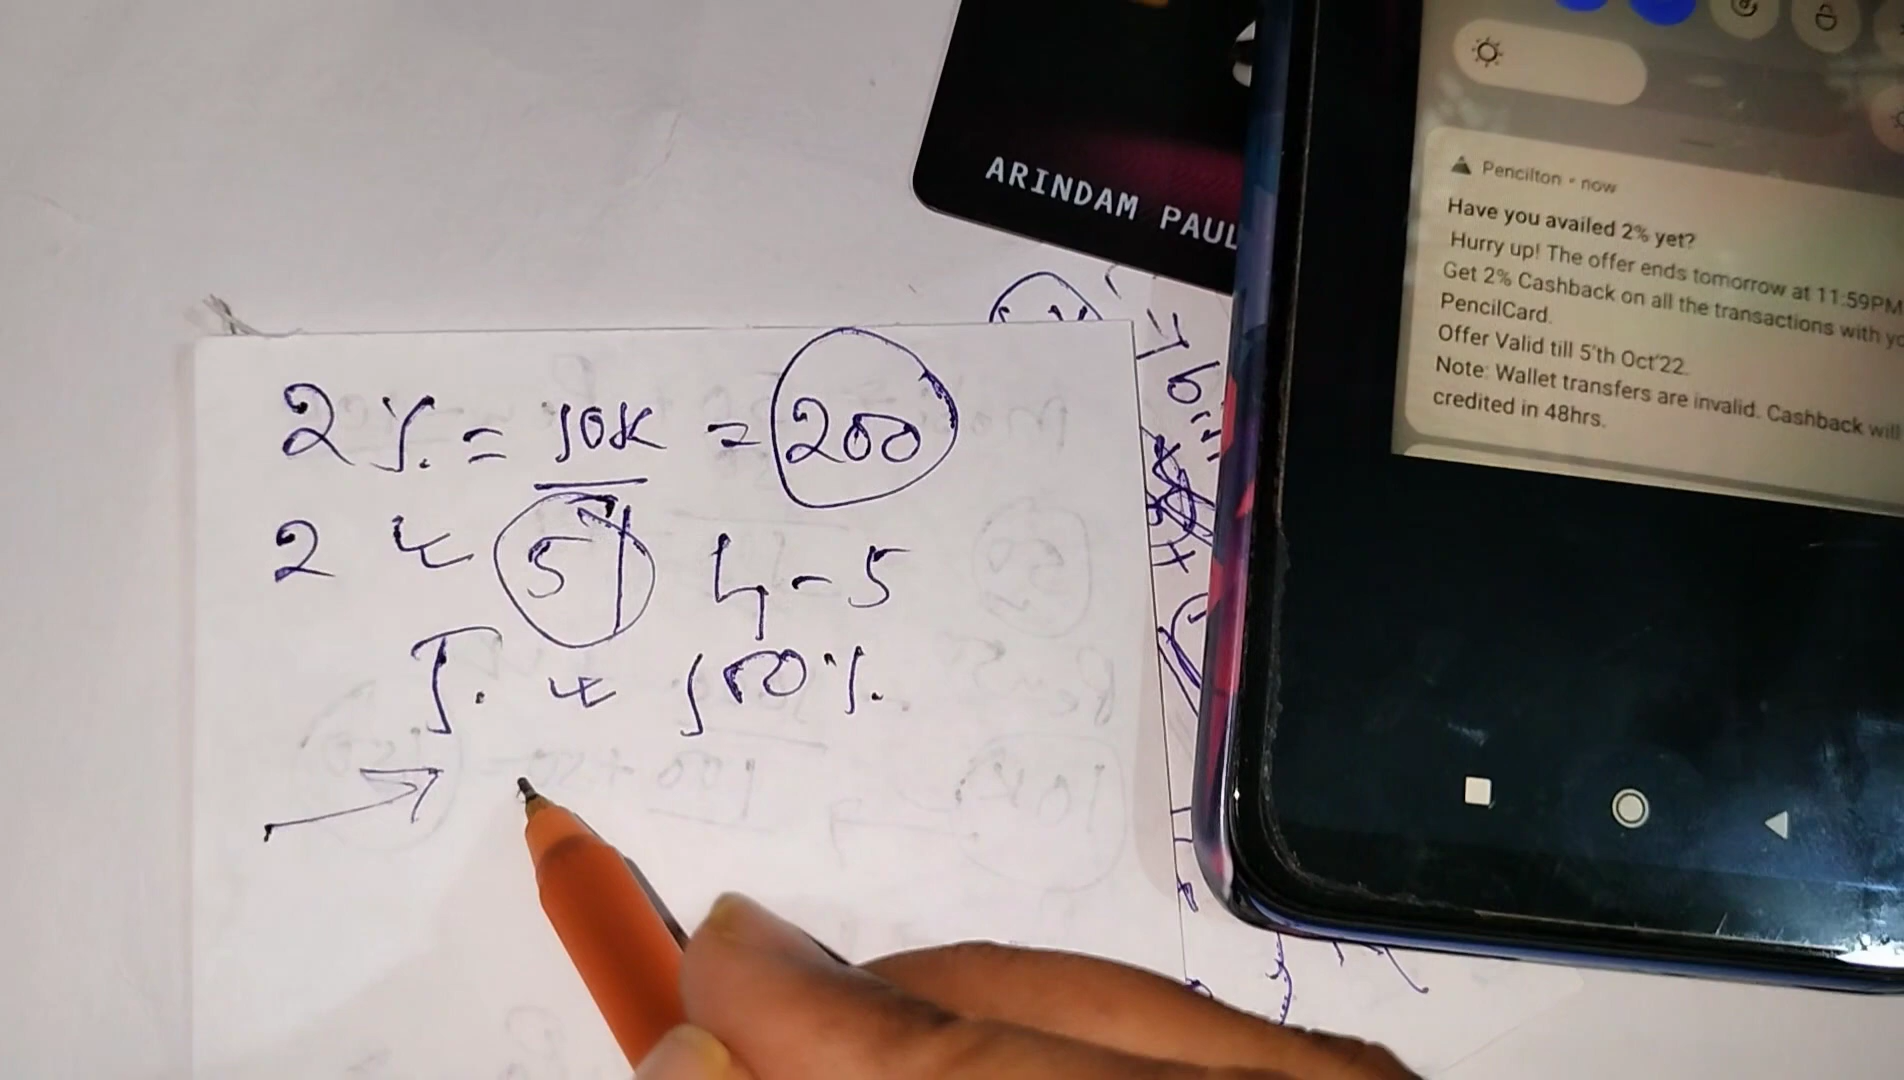 ARINDAM PAUL
Pencilton • now
Have you availed 2% yet?
Hurry up! The offer ends tomorrow at 11:59PM
Get 2% Cashback on all the transactions with yo
PencilCard.
Offer Valid till 5'th Oct'22.
Note: Wallet transfers are invalid. Cashback will
credited in 48hrs.
2%. = 10K = 200
2 5 4-5
100%.